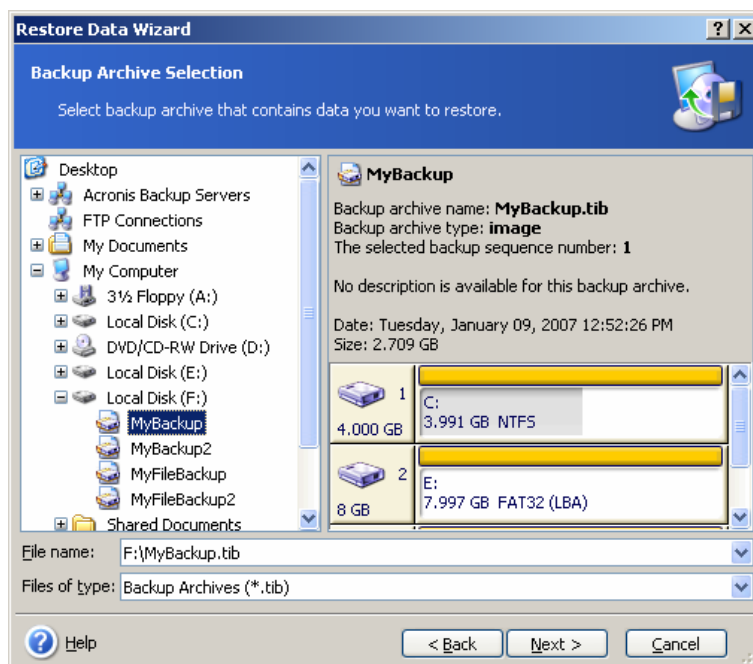 Restore Data Wizard
Backup Archive Selection
Select backup archive that contains data you want to restore.
Desktop
Acronis Backup Servers
FTP Connections
My Documents
My Computer
3½ Floppy (A:)
Local Disk (C:)
DVD/CD-RW Drive (D:)
Local Disk (E:)
Local Disk (F:)
MyBackup
MyBackup2
MyFileBackup
MyFileBackup2
Shared Documents
MyBackup
Backup archive name: MyBackup.tib
Backup archive type: image
The selected backup sequence number: 1
No description is available for this backup archive.
Date: Tuesday, January 09, 2007 12:52:26 PM
Size: 2.709 GB
1
4.000 GB
C:
3.991 GB NTFS
2
8 GB
E:
7.997 GB FAT32 (LBA)
File name: F:\MyBackup.tib
Files of type: Backup Archives (*.tib)
? Help
< Back
Next >
Cancel